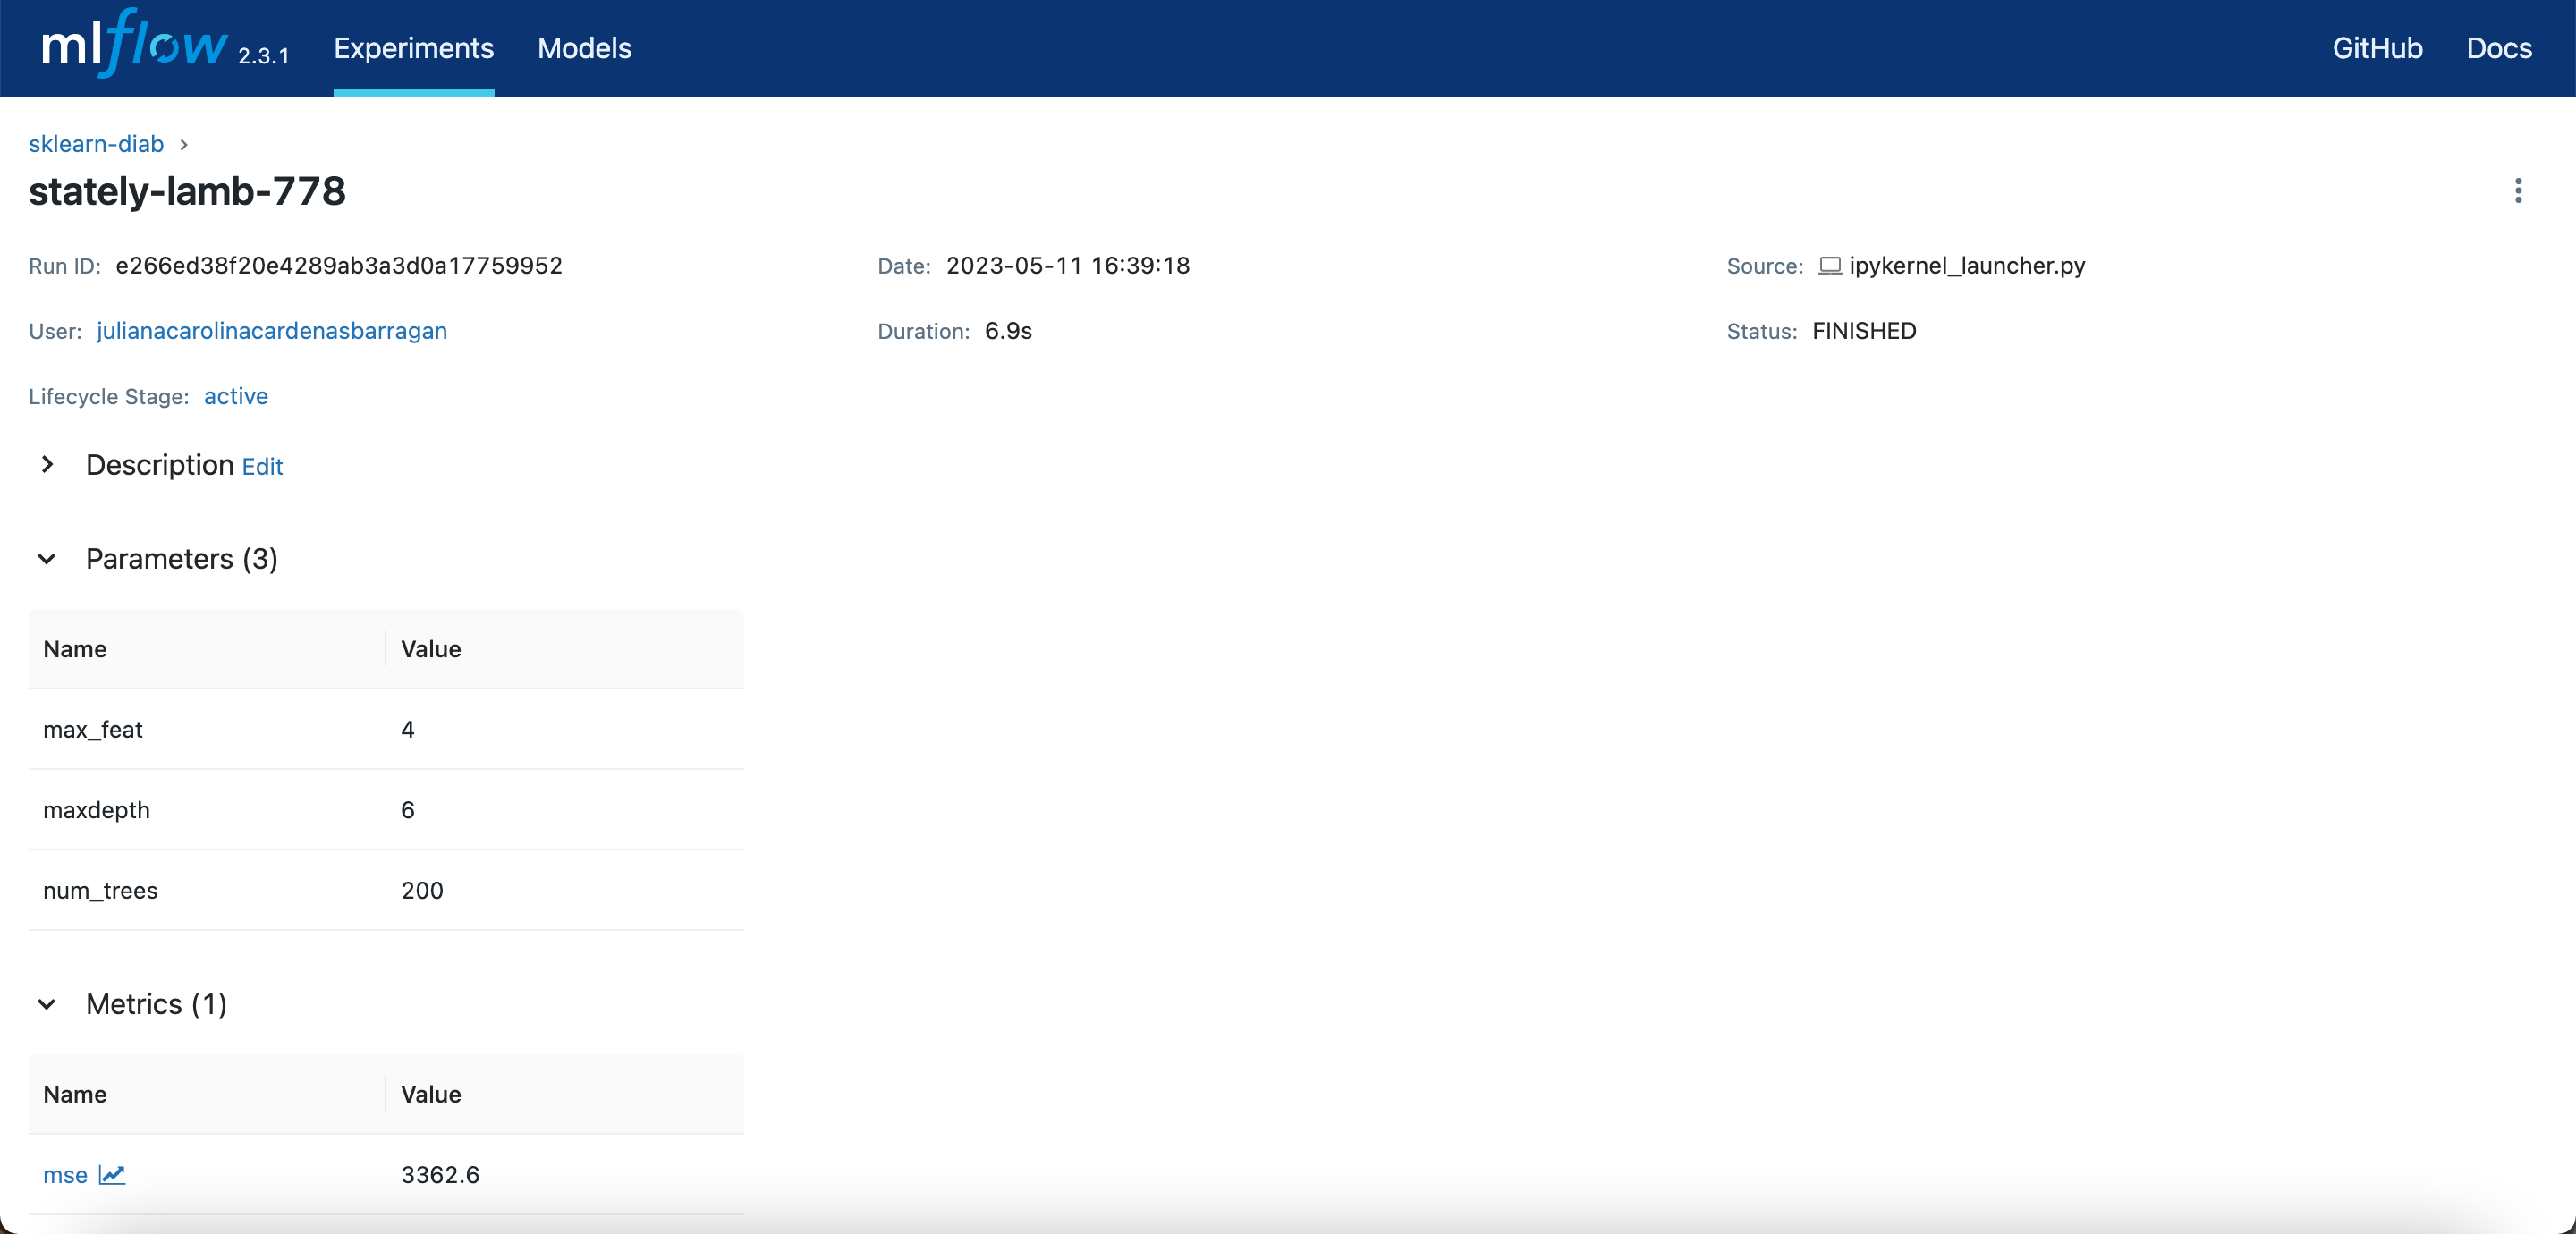 mlflow 2.3.1 Experiments Models GitHub Docs
sklearn-diab
stately-lamb-778
Run ID: e266ed38f20e4289ab3a3d0a17759952 Date: 2023-05-11 16:39:18 Source: ipykernel_launcher.py
User: julianacarolinacardenasbarragan Duration: 6.9s Status: FINISHED
Lifecycle Stage: active
Description Edit
Parameters (3)
Name Value
max_feat 4
maxdepth 6
num_trees 200
Metrics (1)
Name Value
mse 3362.6